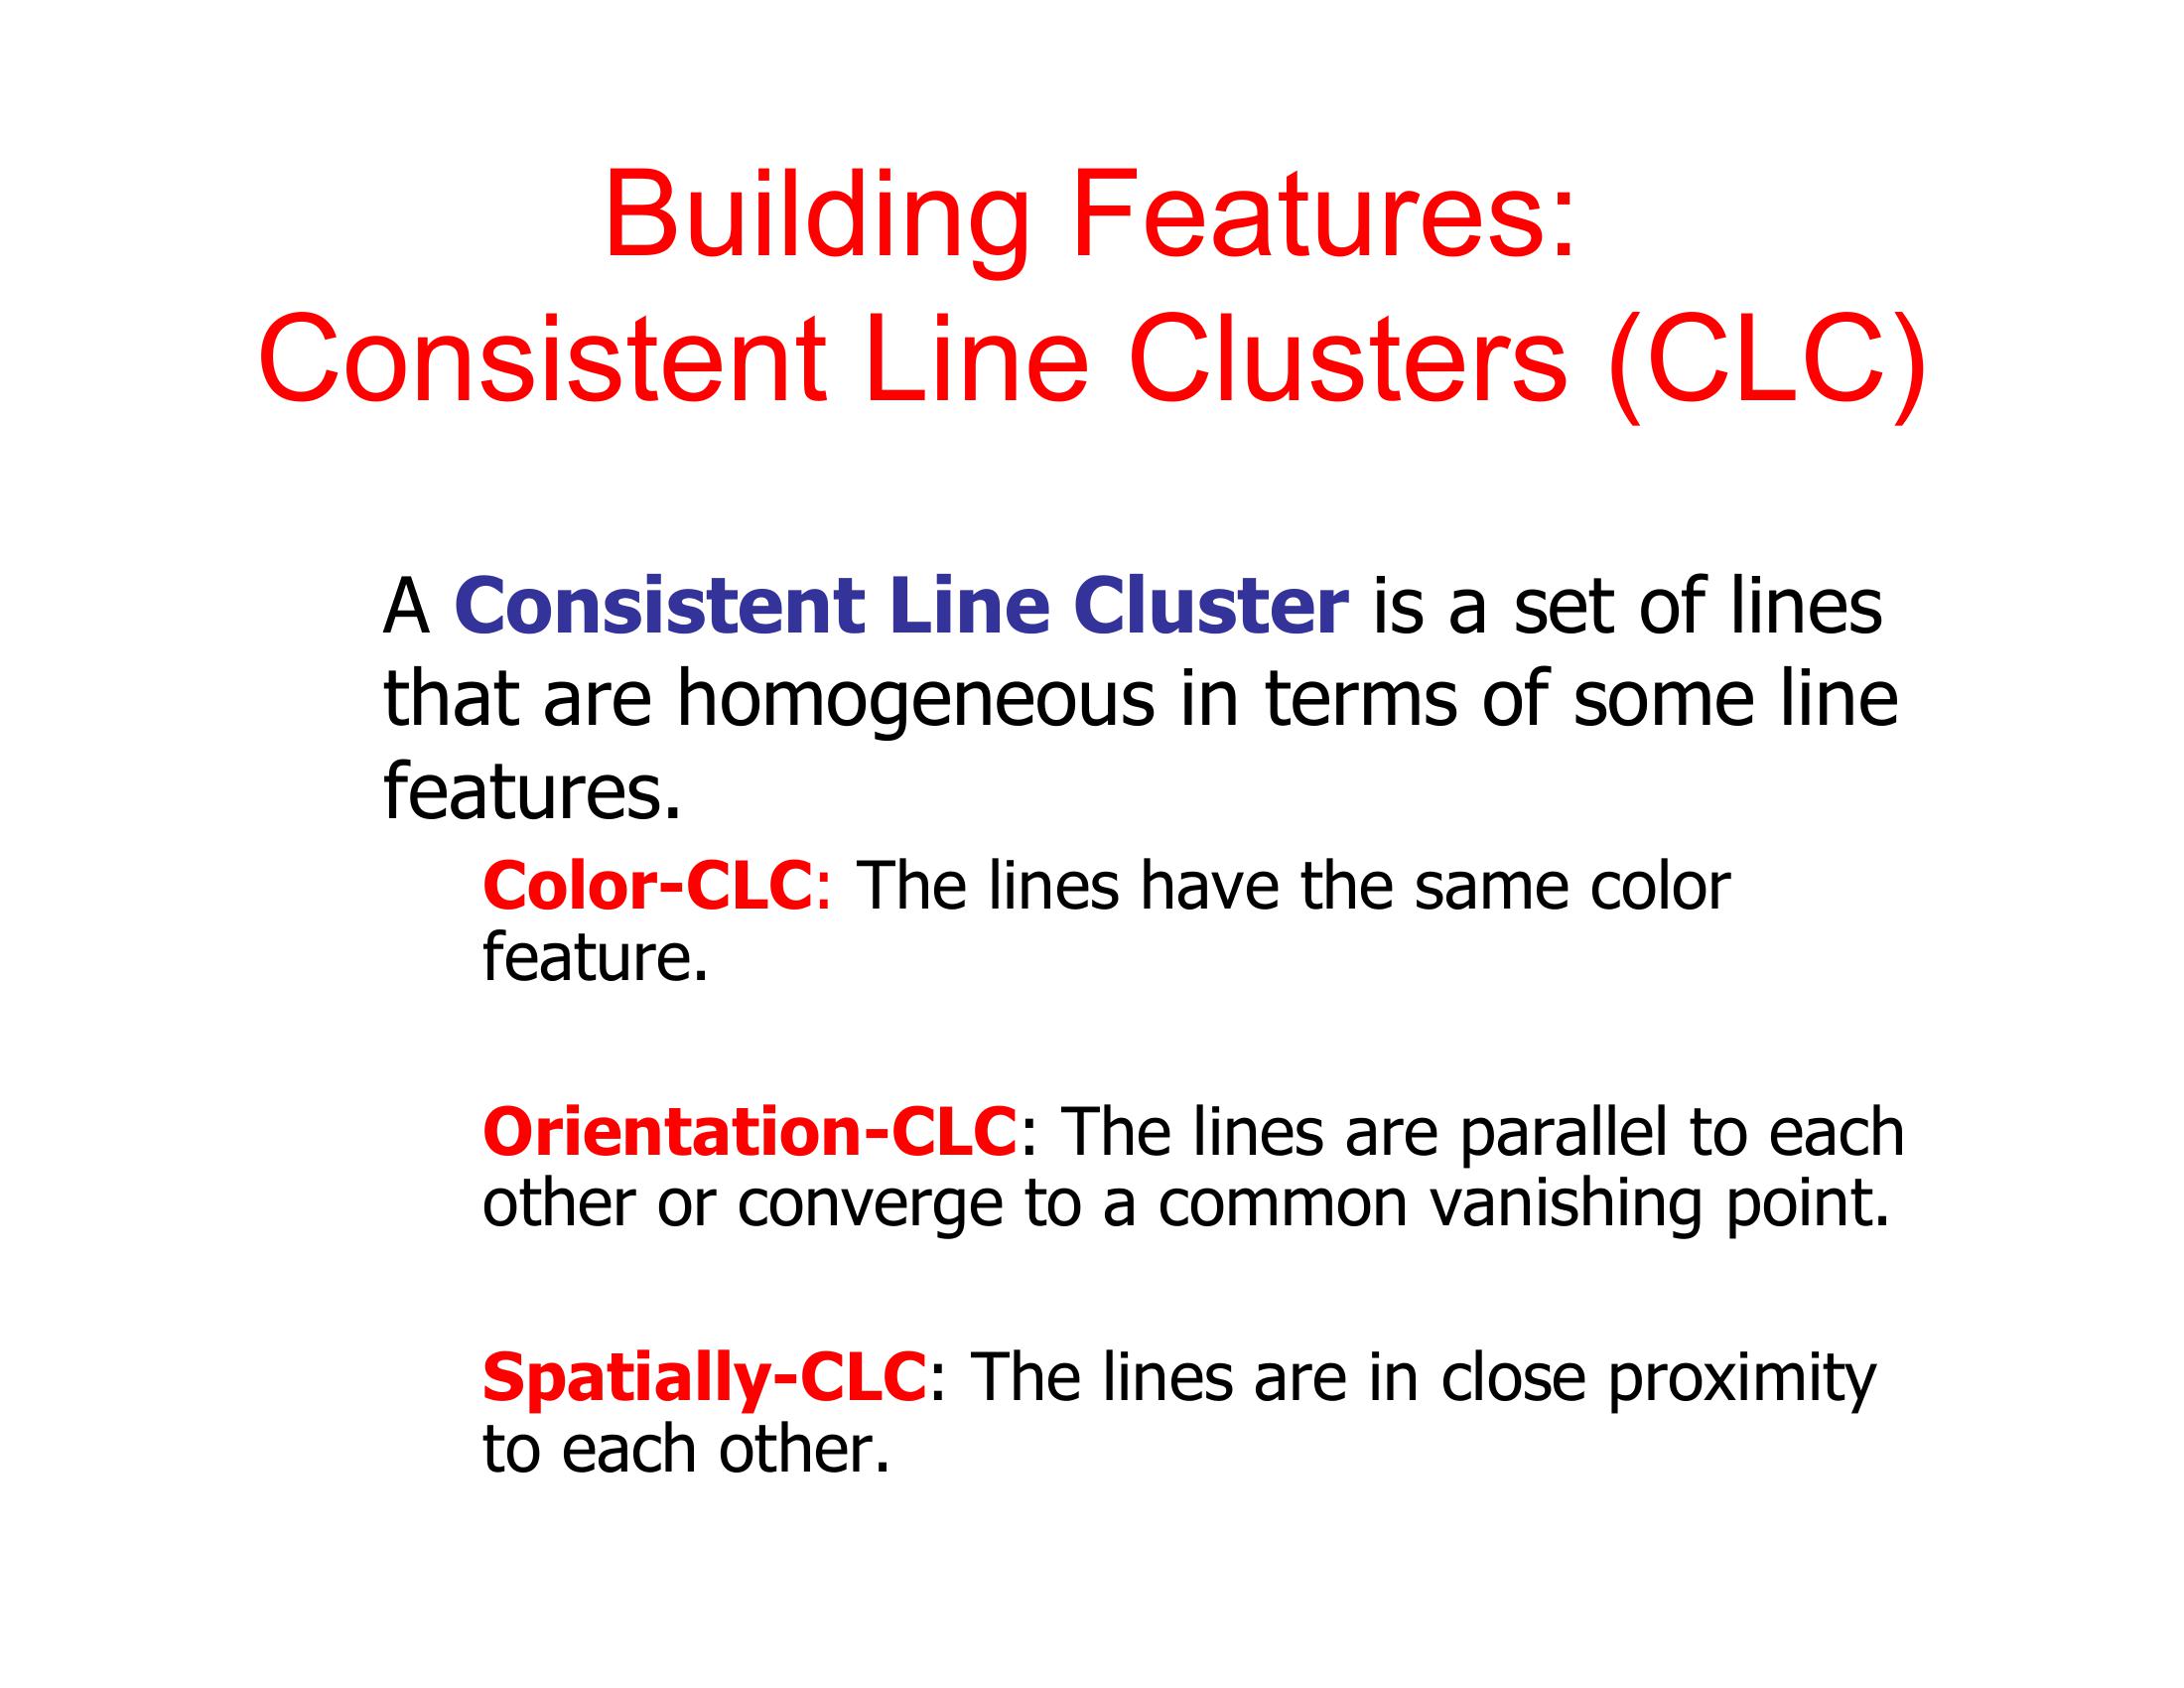 Building Features:
Consistent Line Clusters (CLC)
A Consistent Line Cluster is a set of lines
that are homogeneous in terms of some line
features.
Color-CLC: The lines have the same color
feature.
Orientation-CLC: The lines are parallel to each
other or converge to a common vanishing point.
Spatially-CLC: The lines are in close proximity
to each other.